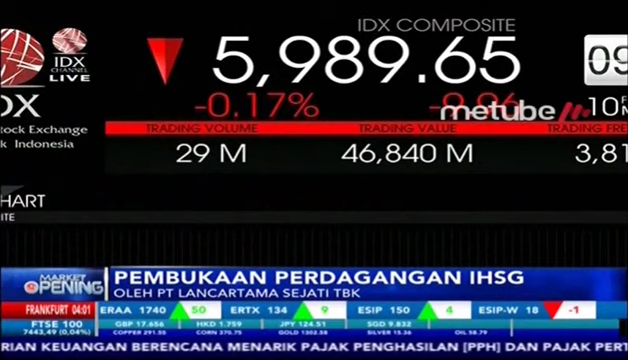 IDX COMPOSITE
IDX
CHANNEL
LIVE
5,989.65
-0.17%
metube
DX
tock Exchange
Indonesia
10
TRADING VOLUME
TRADING VALUE
TRADING FRE
29 M
46,840 M
3,81
HART
ITE
MARKET
OPENING
PEMBUKAAN PERDAGANGAN IHSG
OLEH PT LANCARTAMA SEJATI TBK
FRANKFURT 04:01
ERAA 1740 50 ERTX 134 9 ESIP 150 4 ESIP-W 18 -1
FTSE 100
7443,49 (0,04%)
GBP 17.656 HKD 1.759 JPY 124.51 SGD 9.832
COPPER 291.55 CORN 370.75 GOLD 1302.58 SILVER 15.36 OIL 58.79
RIAN KEUANGAN BERENCANA MENARIK PAJAK PENGHASILAN [PPH] DAN PAJAK PERT